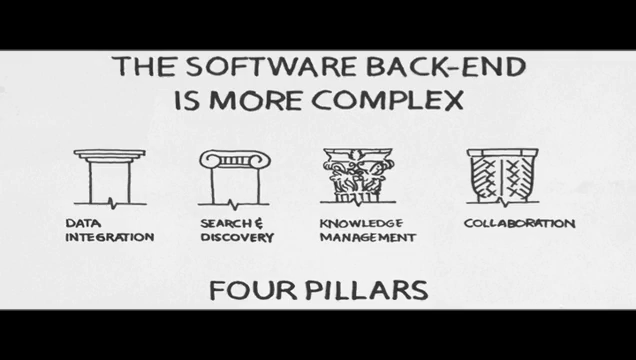 THE SOFTWARE BACK-END
IS MORE COMPLEX
DATA
INTEGRATION
SEARCH &
DISCOVERY
KNOWLEDGE
MANAGEMENT
COLLABORATION
FOUR PILLARS